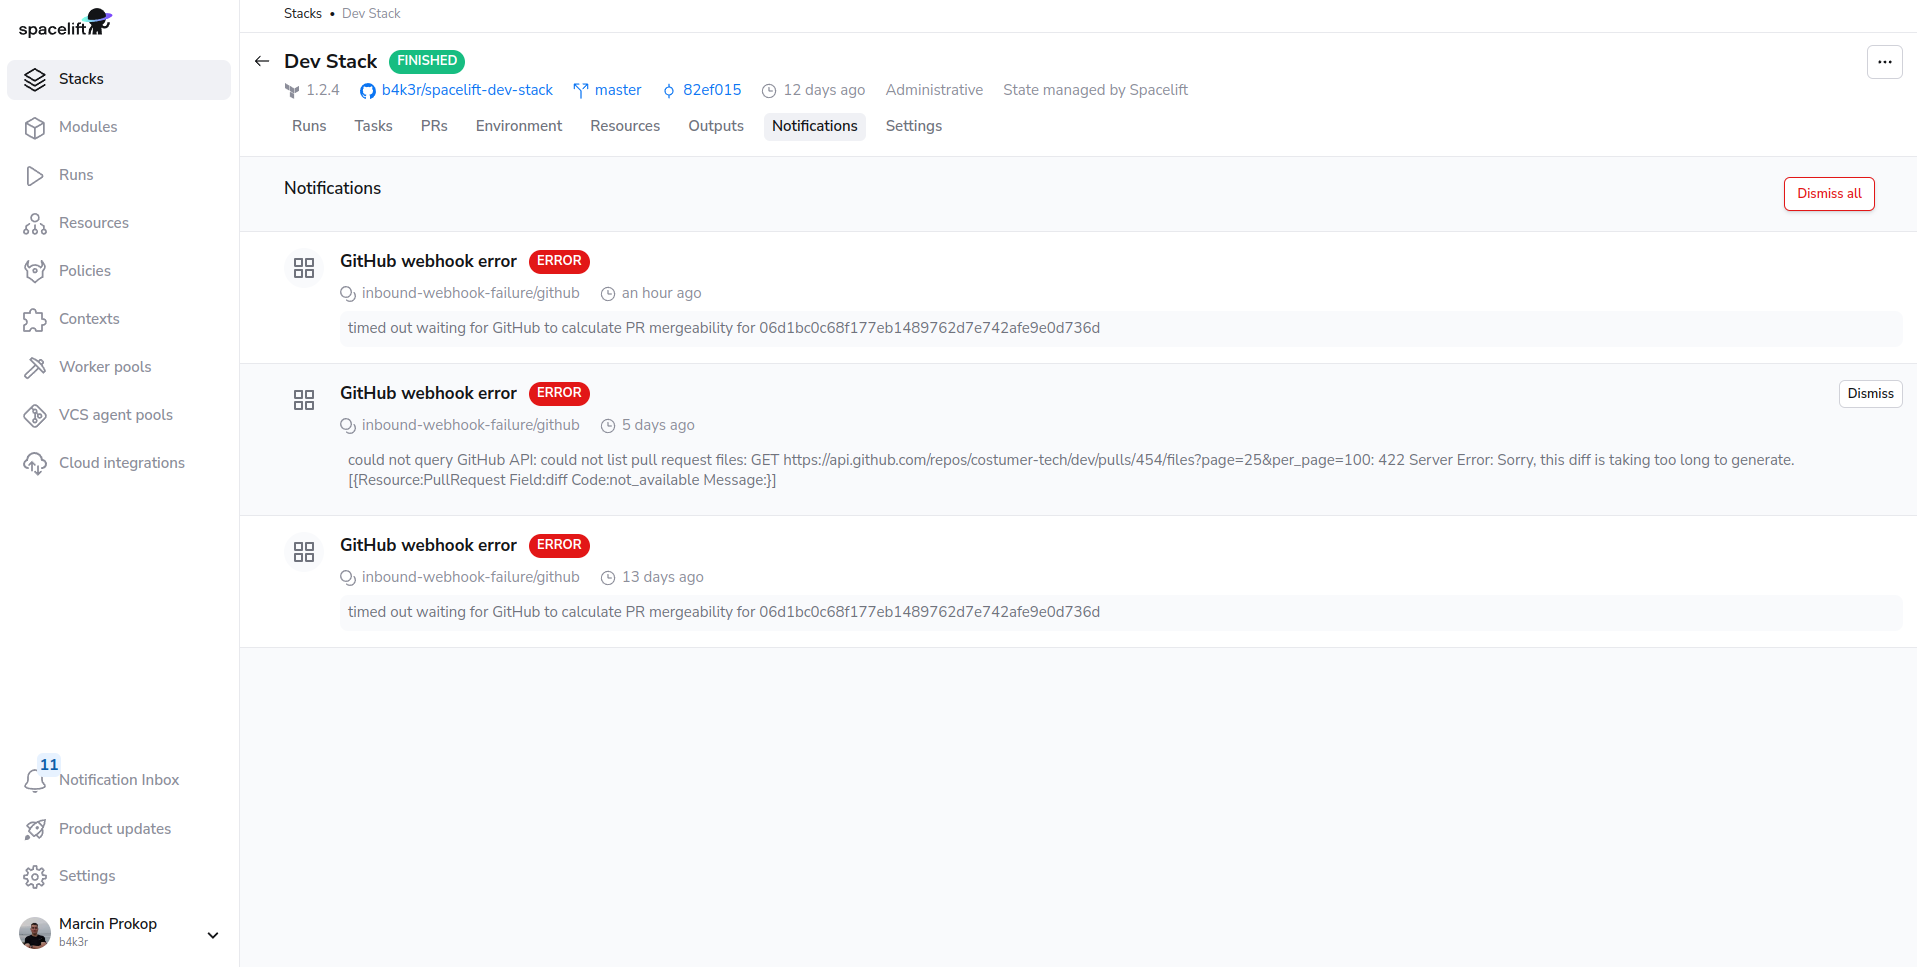 spacelift
Stacks
Modules
Runs
Resources
Policies
Contexts
Worker pools
VCS agent pools
Cloud integrations
11
Notification Inbox
Product updates
Settings
Marcin Prokop
b4k3r
Stacks • Dev Stack
Dev Stack FINISHED
1.2.4 b4k3r/spacelift-dev-stack master 82ef015 12 days ago Administrative State managed by Spacelift
Runs Tasks PRs Environment Resources Outputs Notifications Settings
Notifications
Dismiss all
GitHub webhook error ERROR
inbound-webhook-failure/github an hour ago
timed out waiting for GitHub to calculate PR mergeability for 06d1bc0c68f177eb1489762d7e742afe9e0d736d
GitHub webhook error ERROR
Dismiss
inbound-webhook-failure/github 5 days ago
could not query GitHub API: could not list pull request files: GET https://api.github.com/repos/costumer-tech/dev/pulls/454/files?page=25&per_page=100: 422 Server Error: Sorry, this diff is taking too long to generate.
[{Resource:PullRequest Field:diff Code:not_available Message:}]
GitHub webhook error ERROR
inbound-webhook-failure/github 13 days ago
timed out waiting for GitHub to calculate PR mergeability for 06d1bc0c68f177eb1489762d7e742afe9e0d736d